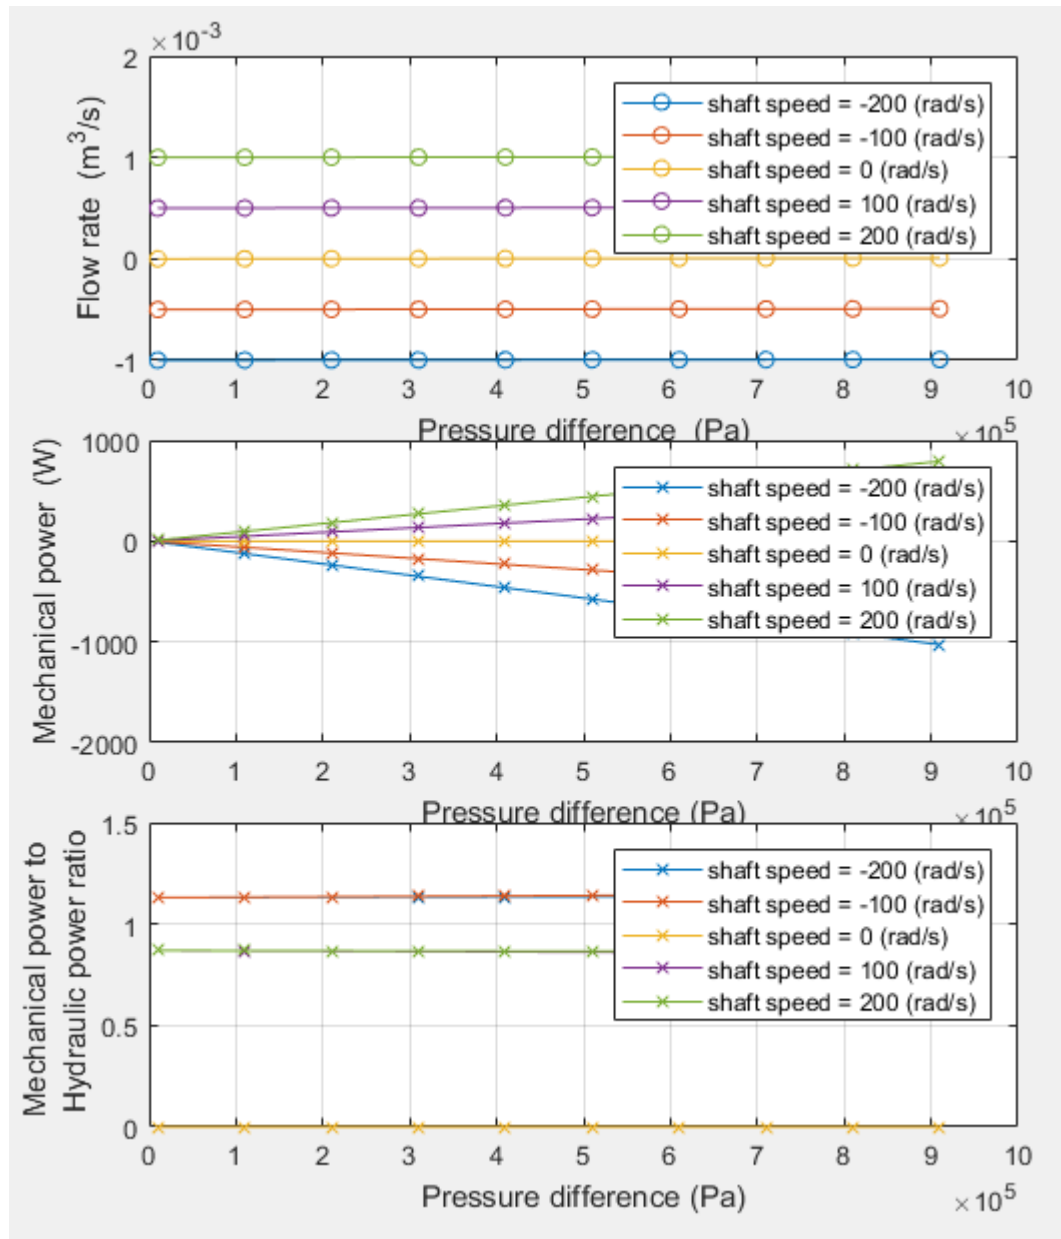 ×10-3
2
1
0
-1
Flow rate (m3/s)
shaft speed = -200 (rad/s)
shaft speed = -100 (rad/s)
shaft speed = 0 (rad/s)
shaft speed = 100 (rad/s)
shaft speed = 200 (rad/s)
0 1 2 3 4 5 6 7 8 9 10
Pressure difference (Pa)
×105
1000
0
-1000
-2000
Mechanical power (W)
shaft speed = -200 (rad/s)
shaft speed = -100 (rad/s)
shaft speed = 0 (rad/s)
shaft speed = 100 (rad/s)
shaft speed = 200 (rad/s)
0 1 2 3 4 5 6 7 8 9 10
Pressure difference (Pa)
×105
1.5
1
0.5
0
Mechanical power to
Hydraulic power ratio
shaft speed = -200 (rad/s)
shaft speed = -100 (rad/s)
shaft speed = 0 (rad/s)
shaft speed = 100 (rad/s)
shaft speed = 200 (rad/s)
0 1 2 3 4 5 6 7 8 9 10
Pressure difference (Pa)
×105